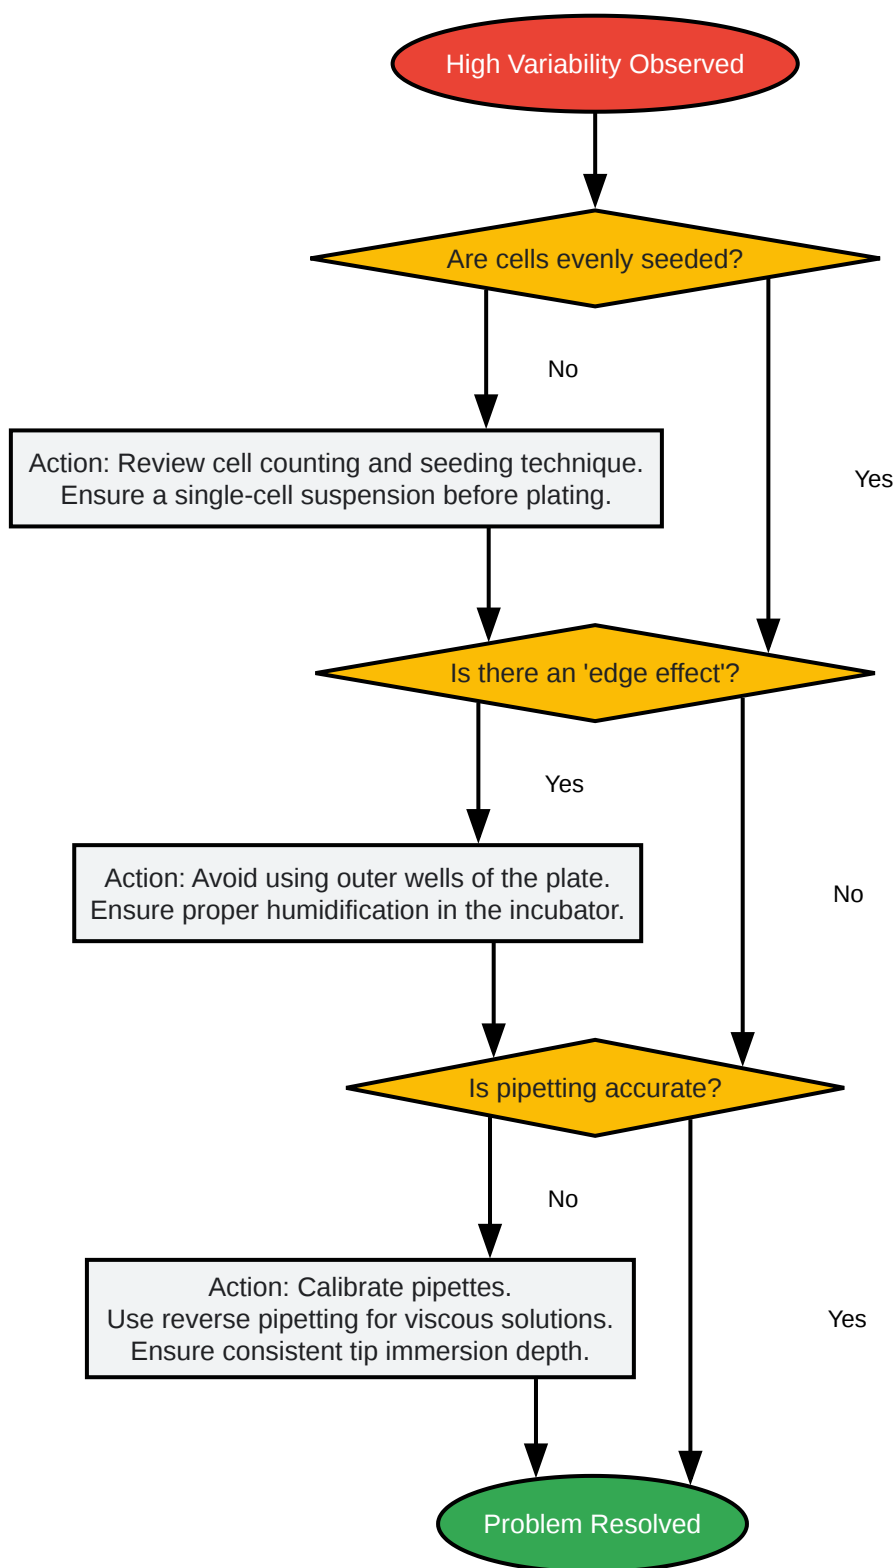 High Variability Observed
Are cells evenly seeded?
No
Action: Review cell counting and seeding technique.
Ensure a single-cell suspension before plating.
Yes
Is there an 'edge effect'?
Yes
Action: Avoid using outer wells of the plate.
Ensure proper humidification in the incubator.
No
Is pipetting accurate?
No
Action: Calibrate pipettes.
Use reverse pipetting for viscous solutions.
Ensure consistent tip immersion depth.
Yes
Problem Resolved